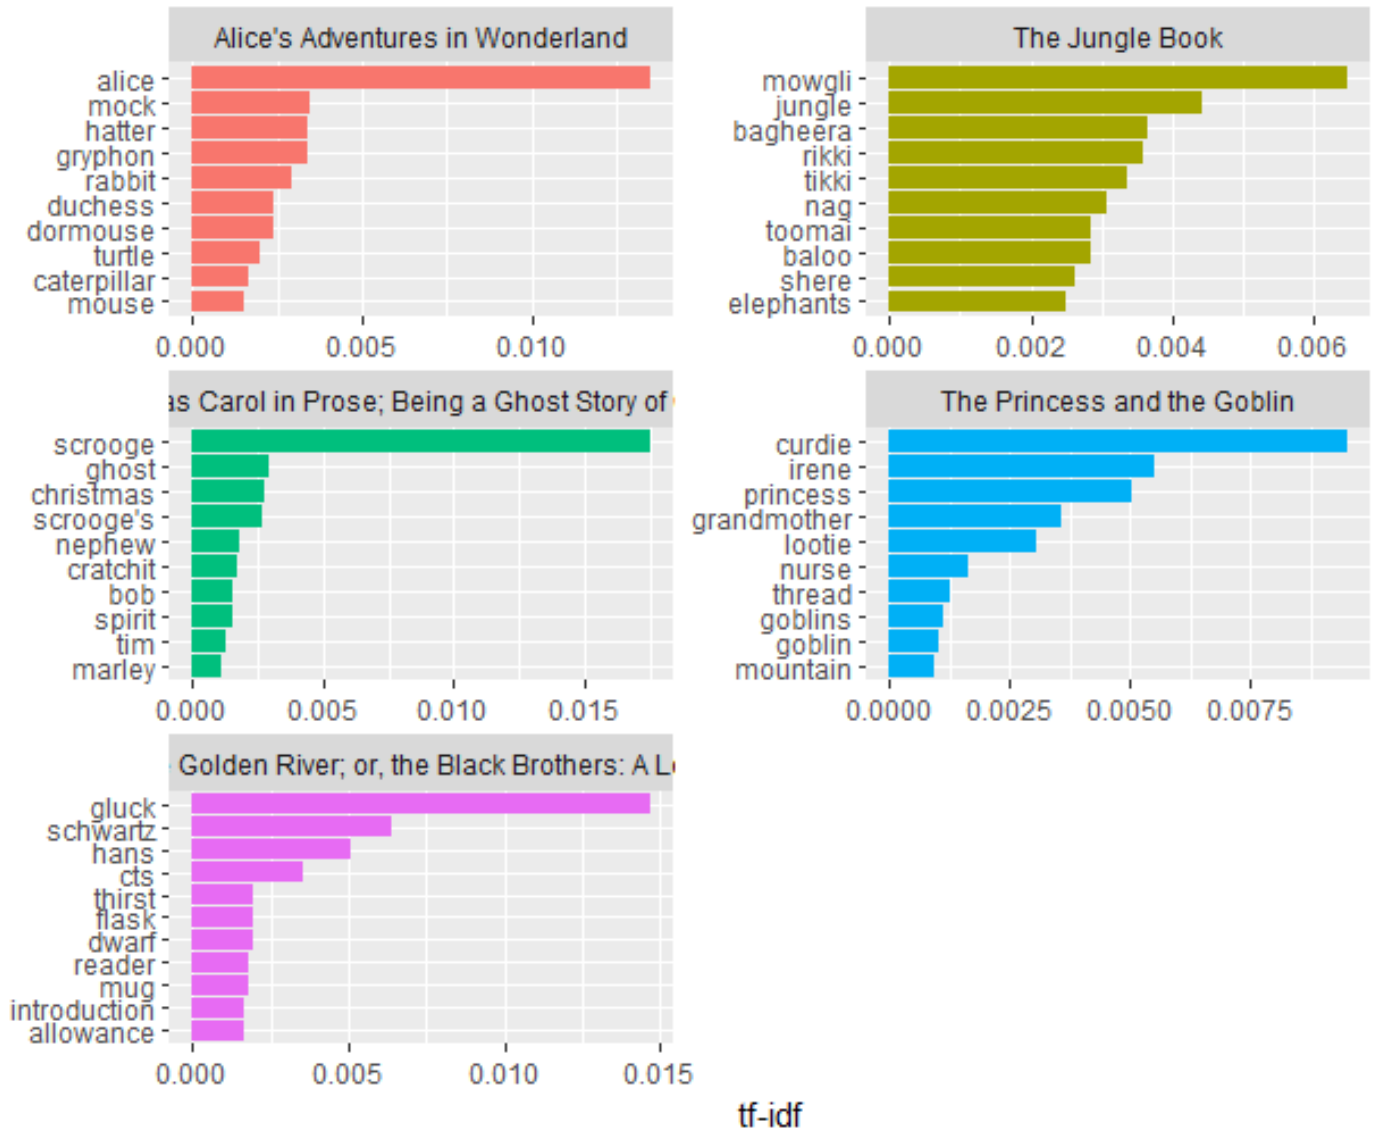 Alice's Adventures in Wonderland
alice
mock
hatter
gryphon
rabbit
duchess
dormouse
turtle
caterpillar
mouse
0.000 0.005 0.010
The Jungle Book
mowgli
jungle
bagheera
rikki
tikki
nag
toomai
baloo
shere
elephants
0.000 0.002 0.004 0.006
as Carol in Prose; Being a Ghost Story of
scrooge
ghost
christmas
scrooge's
nephew
cratchit
bob
spirit
tim
marley
0.000 0.005 0.010 0.015
The Princess and the Goblin
curdie
irene
princess
grandmother
lootie
nurse
thread
goblins
goblin
mountain
0.0000 0.0025 0.0050 0.0075
Golden River; or, the Black Brothers: A L
gluck
schwartz
hans
cts
thirst
flask
dwarf
reader
mug
introduction
allowance
0.000 0.005 0.010 0.015
tf-idf